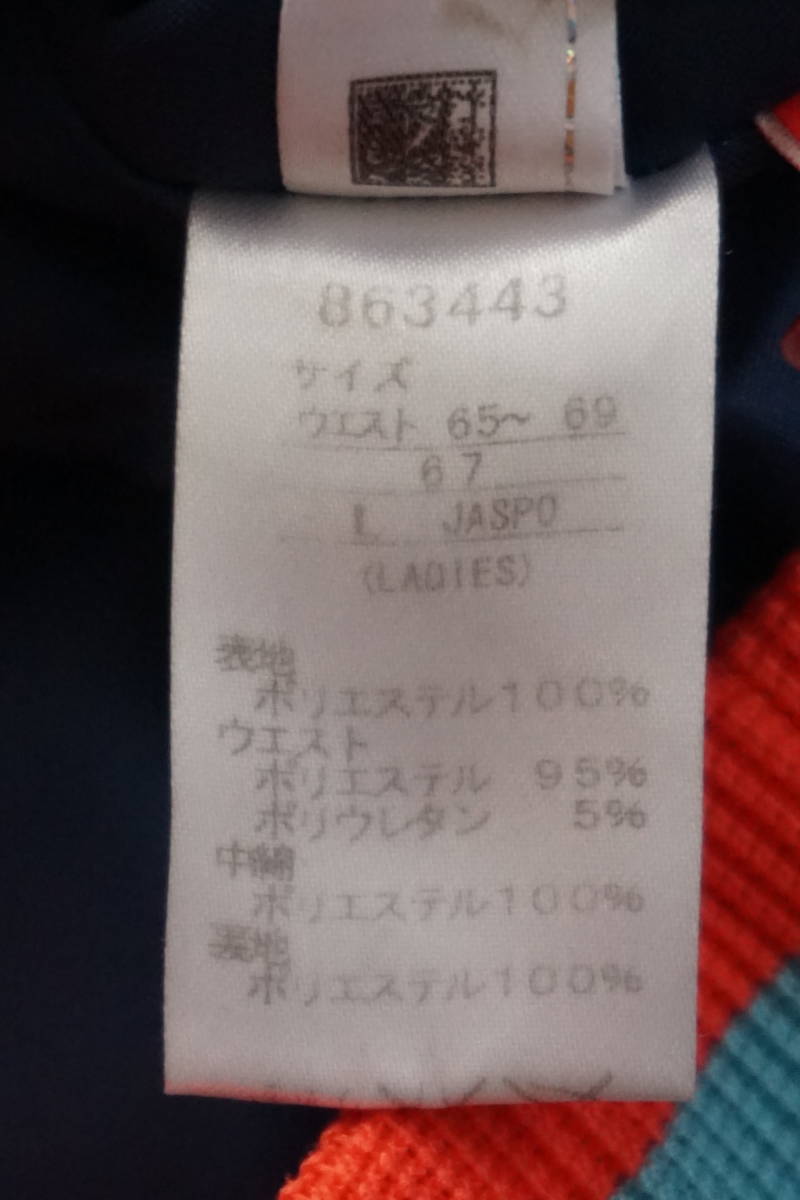 863443
サイズ
ウエスト 65～ 69
67
L JASPO
(LADIES)
表地
ポリエステル100%
ウエスト
ポリエステル 95%
ポリウレタン 5%
中綿
ポリエステル100%
裏地
ポリエステル100%